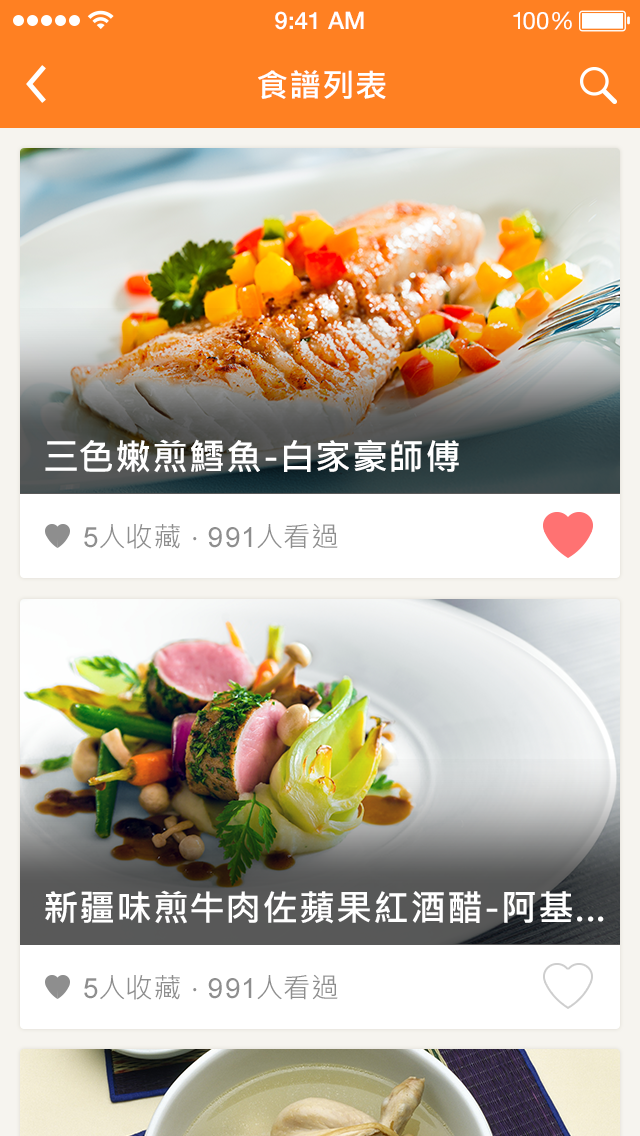 9:41 AM
100%
食譜列表
三色嫩煎鱈魚-白家豪師傅
5人收藏 · 991人看過
新疆味煎牛肉佐蘋果紅酒醋-阿基...
5人收藏 · 991人看過